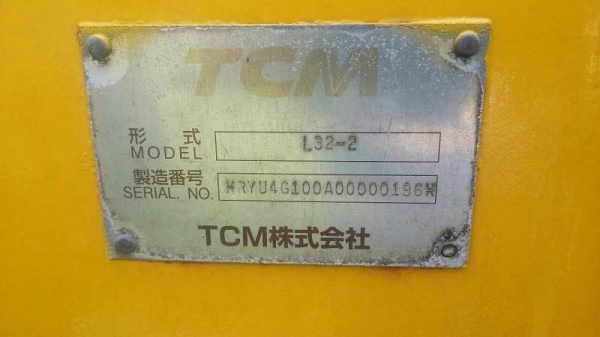 TCM
形 式
MODEL
L32-2
製造番号
SERIAL. NO.
*RYU4G100A00000196*
TCM株式会社